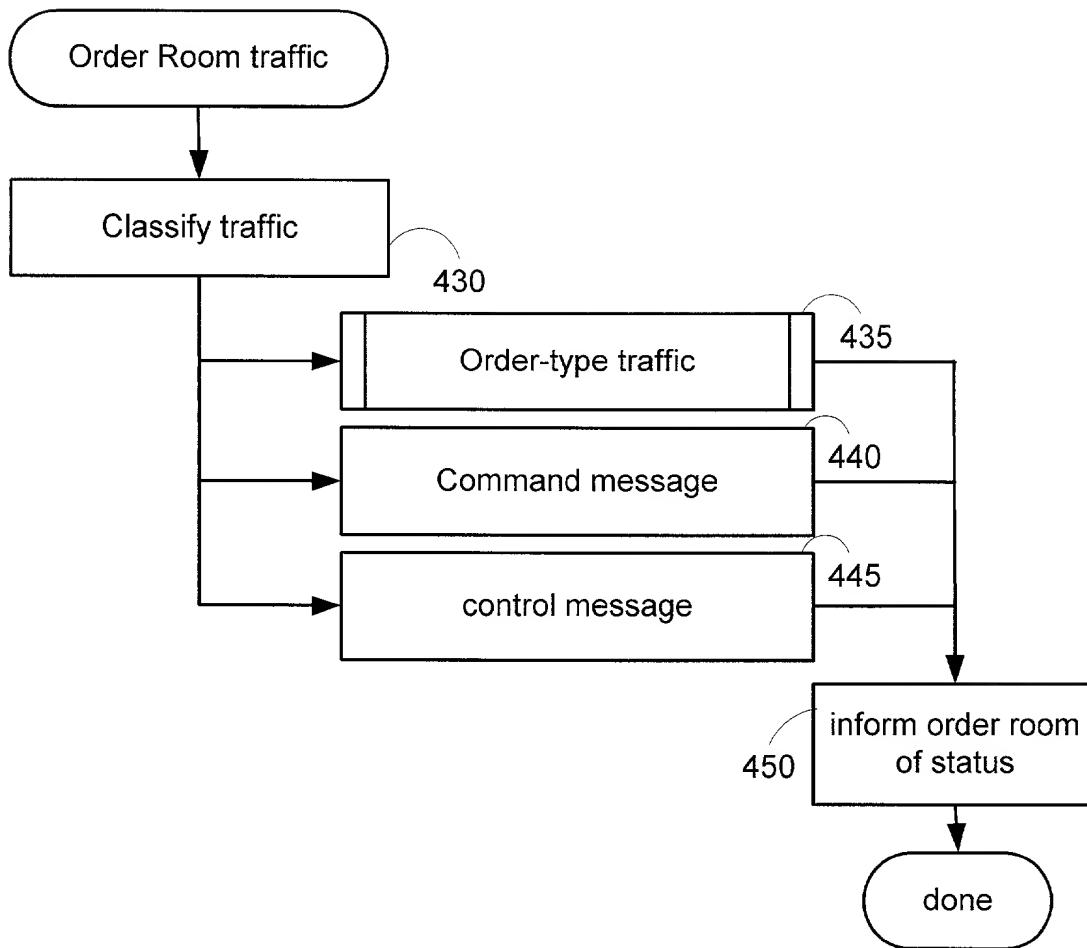 Order Room traffic
Classify traffic
430
Order-type traffic
435
Command message
440
control message
445
inform order room
of status
450
done